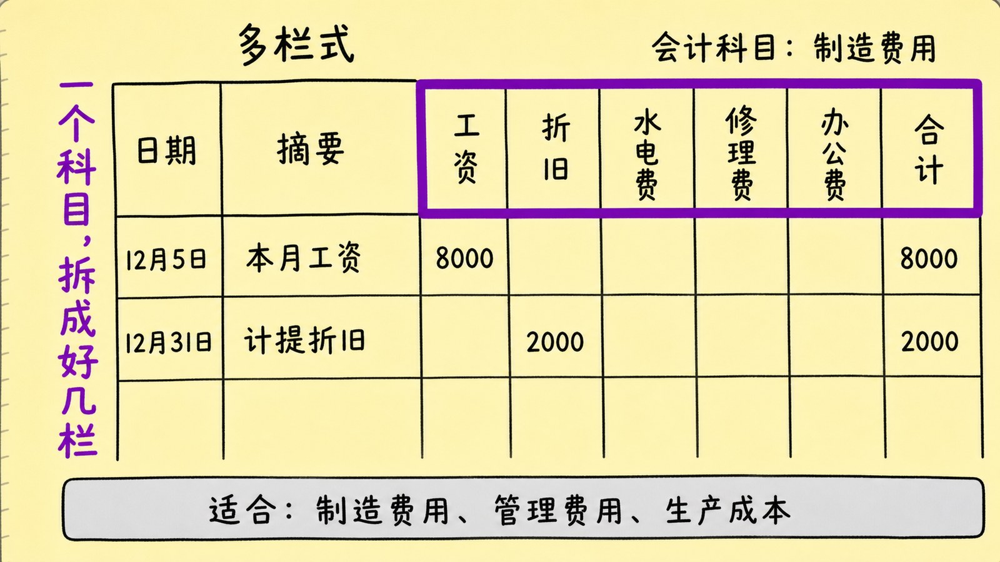 多栏式
会计科目：制造费用
一个科目，拆成好几栏
日期 摘要 工资 折旧 水电费 修理费 办公费 合计
12月5日 本月工资 8000 8000
12月31日 计提折旧 2000 2000
适合：制造费用、管理费用、生产成本